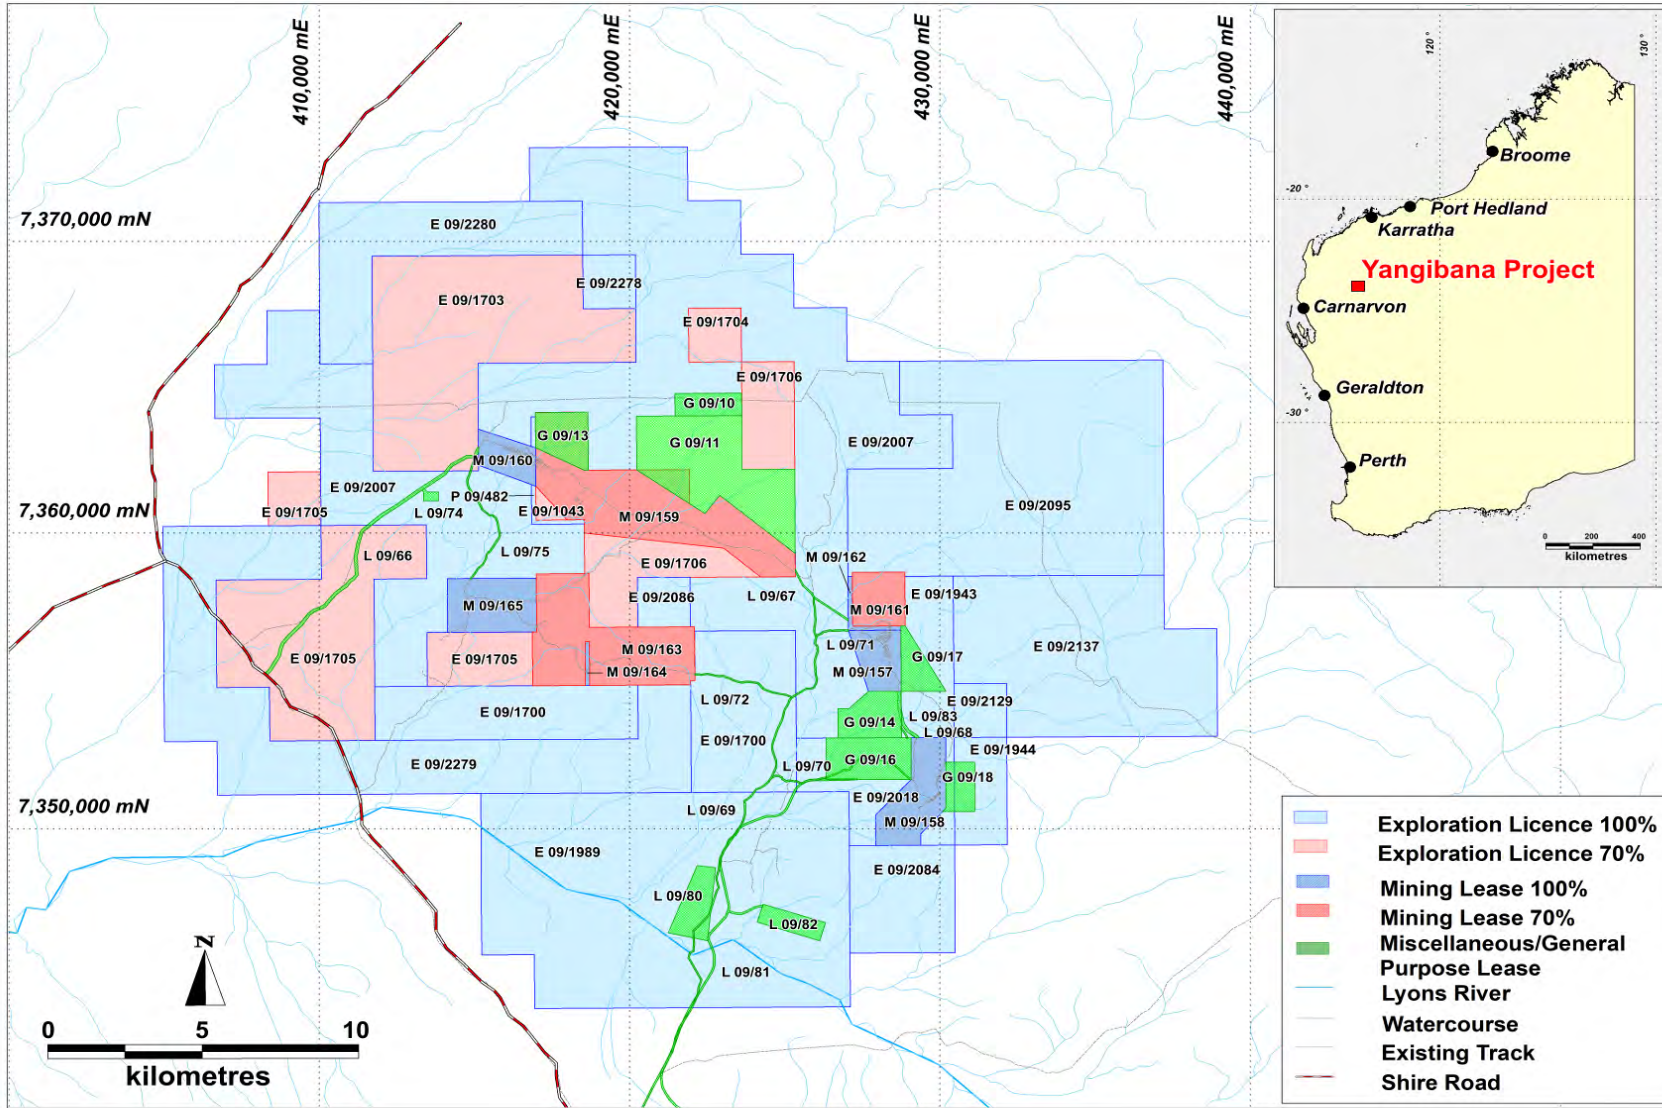 410,000 mE
420,000 mE
430,000 mE
440,000 mE
7,370,000 mN
7,360,000 mN
7,350,000 mN
E 09/2280
E 09/2278
E 09/1703
E 09/1704
E 09/1706
G 09/10
G 09/13
G 09/11
E 09/2007
M 09/160
E 09/2007
P 09/482
E 09/1705
L 09/74
E 09/1043
M 09/159
E 09/2095
L 09/66
L 09/75
E 09/1706
M 09/162
M 09/165
E 09/2086
L 09/67
E 09/1943
M 09/161
E 09/1705
E 09/1705
M 09/163
M 09/164
L 09/71
M 09/157
G 09/17
E 09/2137
E 09/1700
L 09/72
E 09/2129
G 09/14
L 09/83
L 09/68
E 09/1700
E 09/1944
E 09/2279
L 09/70
G 09/16
G 09/18
L 09/69
E 09/2018
M 09/158
E 09/1989
E 09/2084
L 09/80
L 09/82
L 09/81
N
0 5 10
kilometres
120 °
130 °
-20 °
-30 °
Broome
Port Hedland
Karratha
Yangibana Project
Carnarvon
Geraldton
Perth
0 200 400
kilometres
Exploration Licence 100%
Exploration Licence 70%
Mining Lease 100%
Mining Lease 70%
Miscellaneous/General
Purpose Lease
Lyons River
Watercourse
Existing Track
Shire Road